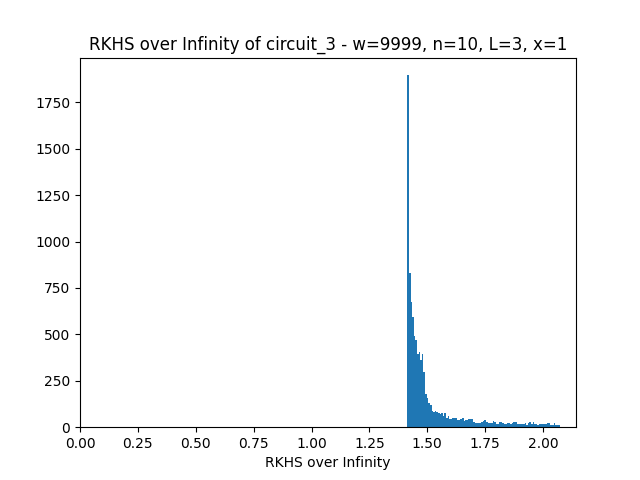 RKHS over Infinity of circuit_3 - w=9999, n=10, L=3, x=1
1750
1500
1250
1000
750
500
250
0
0.00 0.25 0.50 0.75 1.00 1.25 1.50 1.75 2.00
RKHS over Infinity